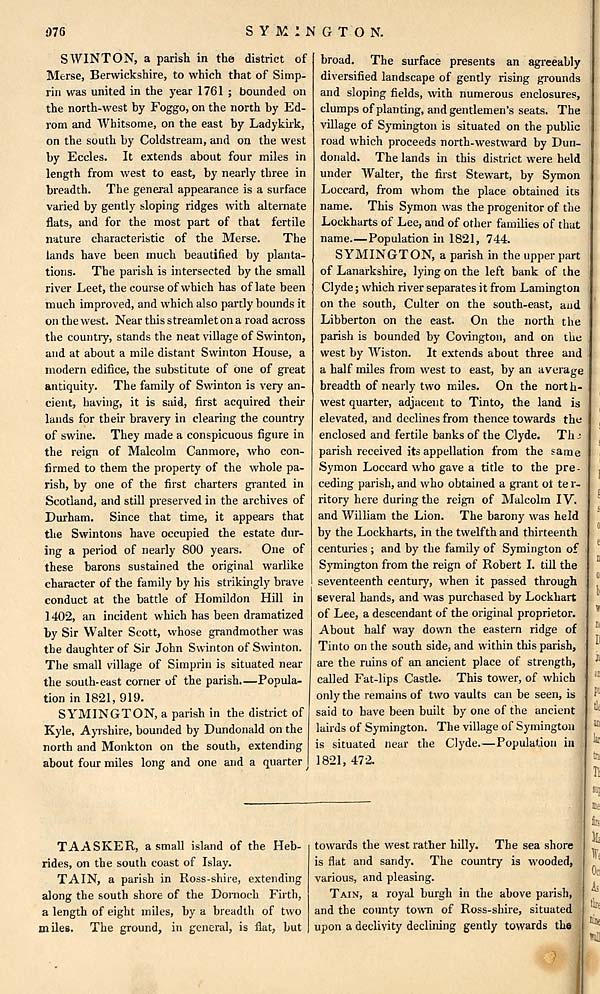 976
SYMINGTON.
SWINTON, a parish in the district of
Merse, Berwickshire, to which that of Simp-
rin was united in the year 1761 ; bounded on
the north-west by Foggo, on the north by Ed-
rom and Whitsome, on the east by Ladykirk,
on the south by Coldstream, and on the west
by Eccles. It extends about four miles in
length from west to east, by nearly three in
breadth. The general appearance is a surface
varied by gently sloping ridges with alternate
flats, and for the most part of that fertile
nature characteristic of the Merse. The
lands have been much beautified by planta-
tions. The parish is intersected by the small
river Leet, the course of which has of late been
much improved, and which also partly bounds it
on the west. Near this streamlet on a road across
the country, stands the neat village of Swinton,
and at about a mile distant Swinton House, a
modern edifice, the substitute of one of great
antiquity. The family of Swinton is very an-
cient, having, it is said, first acquired their
lands for their bravery in clearing the country
of swine. They made a conspicuous figure in
the reign of Malcolm Canmore, who con-
firmed to them the property of the whole pa-
rish, by one of the first charters granted in
Scotland, and still preserved in the archives of
Durham. Since that time, it appears that
the Swintons have occupied the estate dur-
ing a period of nearly 800 years. One of
these barons sustained the original warlike
character of the family by his strikingly brave
conduct at the battle of Homildon Hill in
1402, an incident which has been dramatized
by Sir Walter Scott, whose grandmother was
the daughter of Sir John Swinton of Swinton.
The small village of Simprin is situated near
the south-east corner of the parish.—Popula-
tion in 1821, 919.
SYMINGTON, a parish in the district of
Kyle, Ayrshire, bounded by Dundonald on the
north and Monkton on the south, extending
about four miles long and one and a quarter
broad. The surface presents an agreeably
diversified landscape of gently rising grounds
and sloping fields, with numerous enclosures,
clumps of planting, and gentlemen's seats. The
village of Symington is situated on the public
road which proceeds north-westward by Dun-
donald. The lands in this district were held
under Walter, the first Stewart, by Symon
Loccard, from whom the place obtained its
name. This Symon was the progenitor of the
Lockharts of Lee, and of other families of that
name.—Population in 1821, 744.
SYMINGTON, a parish in the upper part
of Lanarkshire, lying on the left bank of the
Clyde; which river separates it from Lamington
on the south, Culter on the south-east, and
Libberton on the east. On the north the
parish is bounded by Covington, and on the
west by Wiston. It extends about three and
a half miles from west to east, by an average
breadth of nearly two miles. On the north-
west quarter, adjacent to Tinto, the land is
elevated, and declines from thence towards the
enclosed and fertile banks of the Clyde. The
parish received its appellation from the same
Symon Loccard who gave a title to the pre-
ceding parish, and who obtained a grant of ter-
ritory here during the reign of Malcolm IV.
and William the Lion. The barony was held
by the Lockharts, in the twelfth and thirteenth
centuries ; and by the family of Symington of
Symington from the reign of Robert I. till the
seventeenth century, when it passed through
several hands, and was purchased by Lockhart
of Lee, a descendant of the original proprietor.
About half way down the eastern ridge of
Tinto on the south side, and within this parish,
are the ruins of an ancient place of strength,
called Fat-lips Castle. This tower, of which
only the remains of two vaults can be seen, is
said to have been built by one of the ancient
lairds of Symington. The village of Symington
is situated near the Clyde.—Population in
1821, 472.
TAASKER, a small island of the Heb-
rides, on the south coast of Islay.
TAIN, a parish in Ross-shire, extending
along the south shore of the Dornoch Firth,
a length of eight miles, by a breadth of two
miles. The ground, in general, is flat, but
towards the west rather hilly. The sea shore
is flat and sandy. The country is wooded,
various, and pleasing.
TAIN, a royal burgh in the above parish,
and the county town of Ross-shire, situated
upon a declivity declining gently towards the